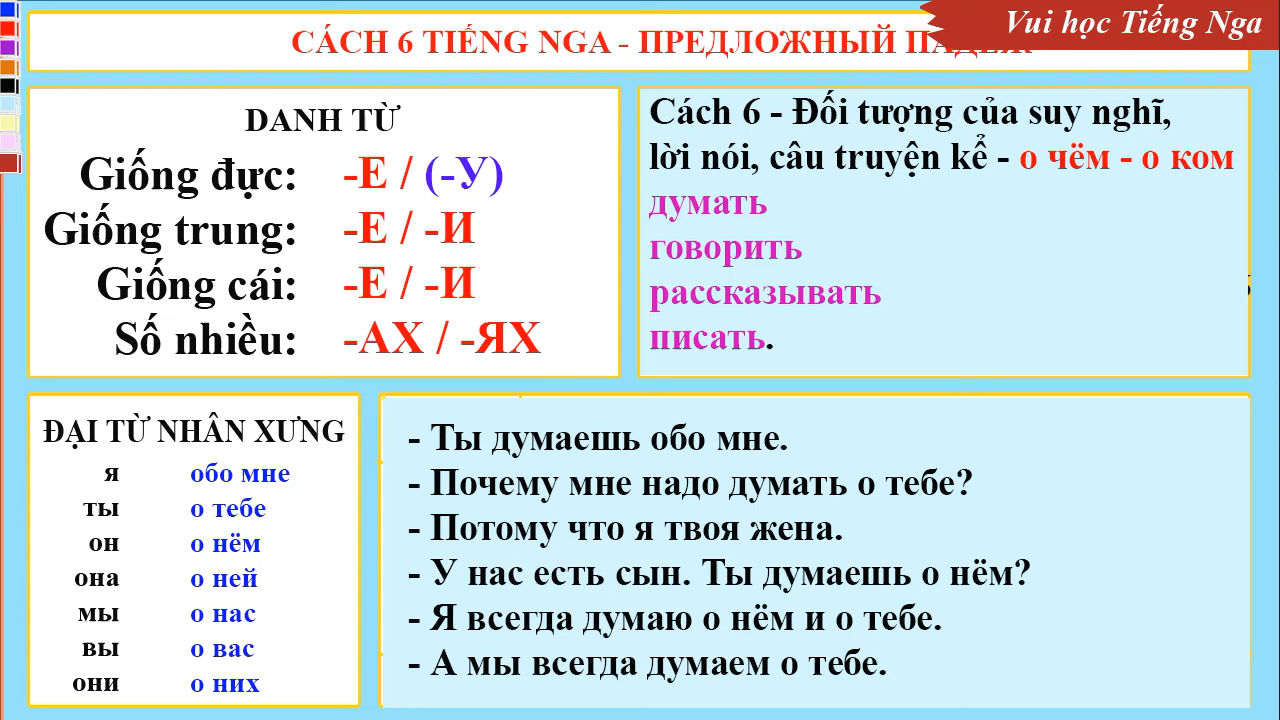 Vui học Tiếng Nga
CÁCH 6 TIẾNG NGA - ПРЕДЛОЖНЫЙ
DANH TỪ
Giống đực: -Е / (-У)
Giống trung: -Е / -И
Giống cái: -Е / -И
Số nhiều: -АХ / -ЯХ
Cách 6 - Đối tượng của suy nghĩ,
lời nói, câu truyện kể - о чём - о ком
думать
говорить
рассказывать
писать.
ĐẠI TỪ NHÂN XƯNG
я обо мне
ты о тебе
он о нём
она о ней
мы о нас
вы о вас
они о них
- Ты думаешь обо мне.
- Почему мне надо думать о тебе?
- Потому что я твоя жена.
- У нас есть сын. Ты думаешь о нём?
- Я всегда думаю о нём и о тебе.
- А мы всегда думаем о тебе.